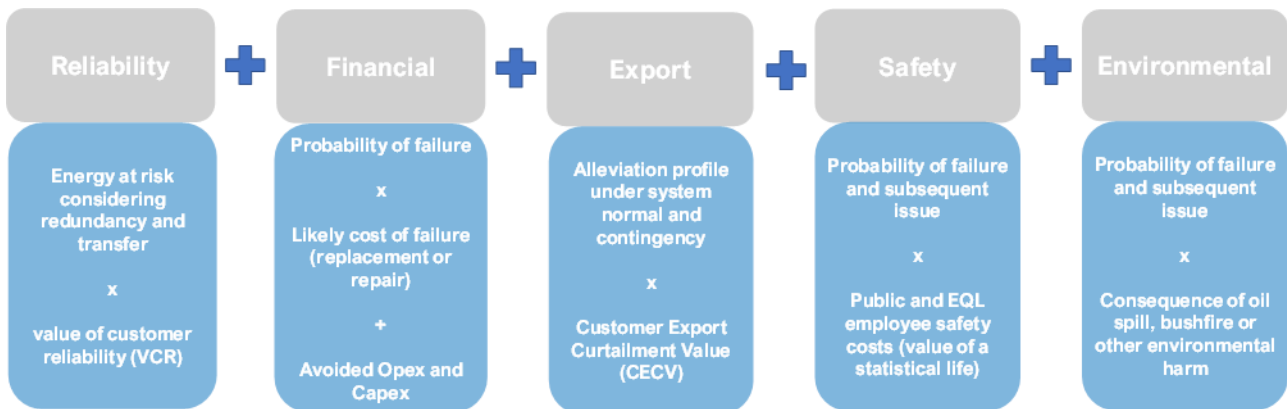 Reliability
Financial
Export
Safety
Environmental
Energy at risk
considering
redundancy and
transfer
x
value of customer
reliability (VCR)
Probability of failure
x
Likely cost of failure
(replacement or
repair)
+
Avoided Opex and
Capex
Alleviation profile
under system
normal and
contingency
x
Customer Export
Curtailment Value
(CECV)
Probability of failure
and subsequent
issue
x
Public and EQL
employee safety
costs (value of a
statistical life)
Probability of failure
and subsequent
issue
x
Consequence of oil
spill, bushfire or
other environmental
harm